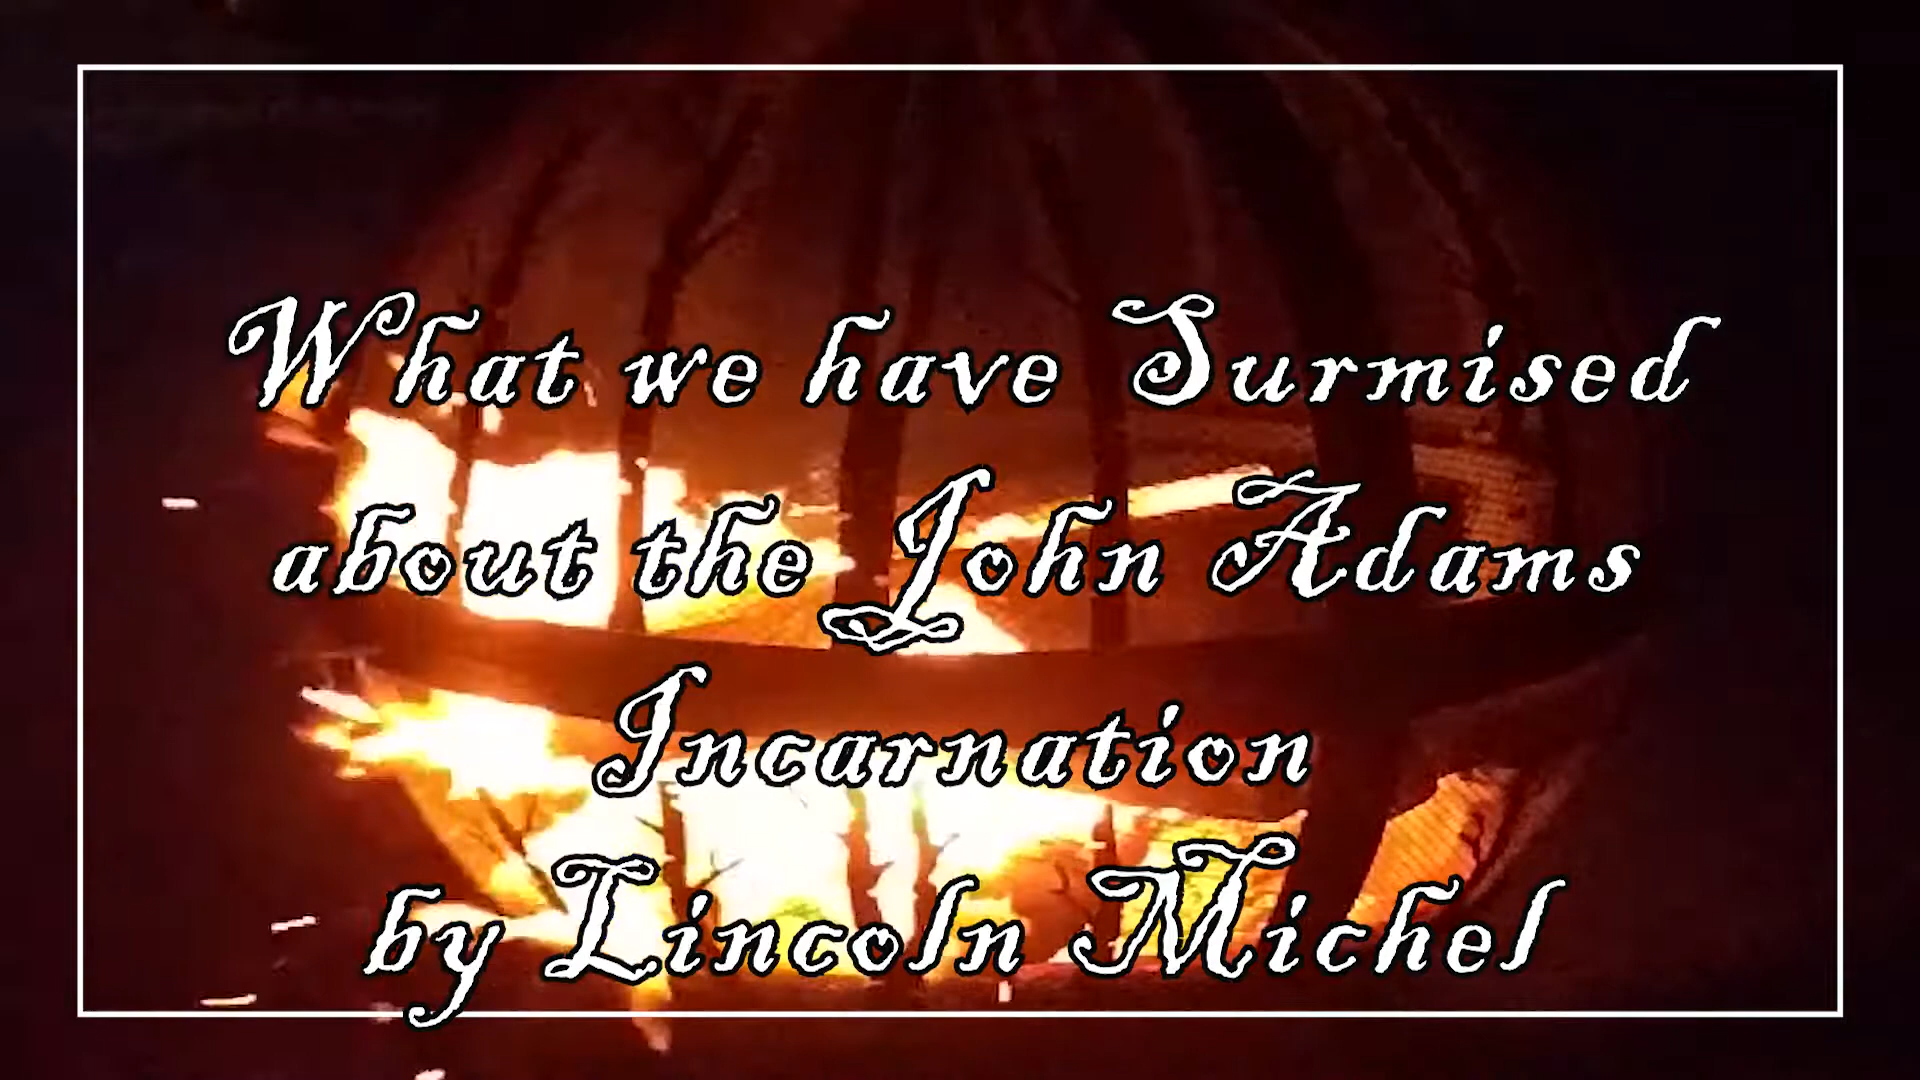 What we have Surmised
about the John Adams
Incarnation
by Lincoln Michel